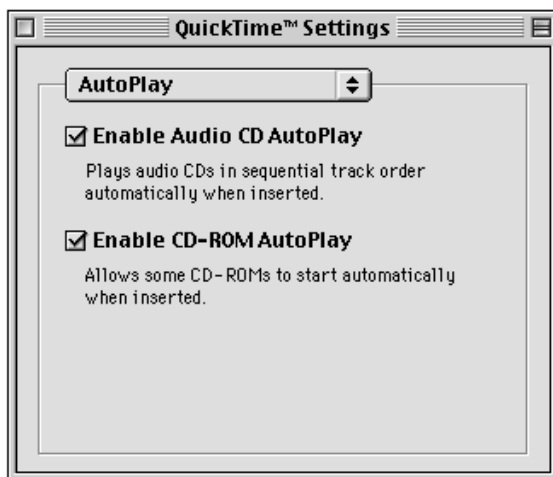 QuickTime™ Settings
AutoPlay
Enable Audio CD AutoPlay
Plays audio CDs in sequential track order
automatically when inserted.
Enable CD-ROM AutoPlay
Allows some CD-ROMs to start automatically
when inserted.